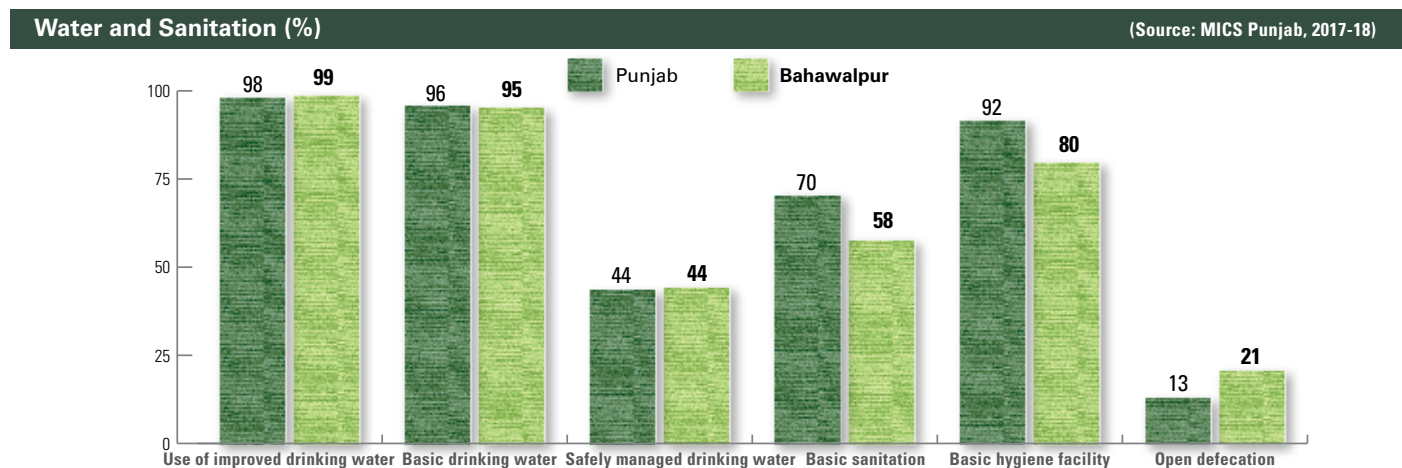 Water and Sanitation (%)
(Source: MICS Punjab, 2017-18)
Punjab
Bahawalpur
100
75
50
25
0
98
99
96
95
44
44
70
58
92
80
13
21
Use of improved drinking water
Basic drinking water
Safely managed drinking water
Basic sanitation
Basic hygiene facility
Open defecation